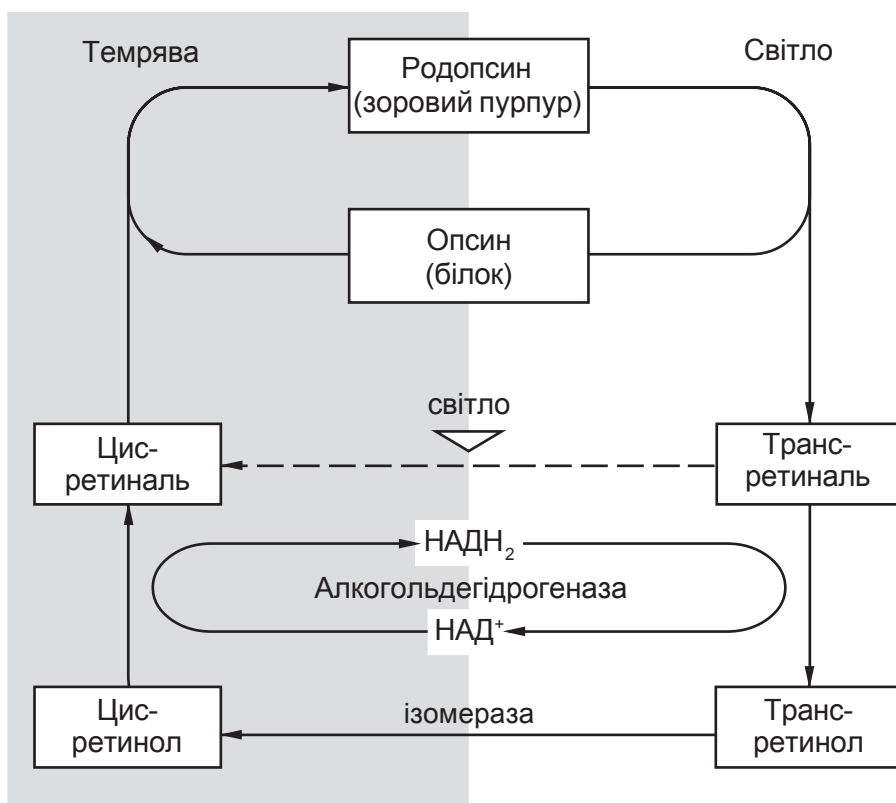 Темрява
Світло
Родопсин
(зоровий пурпур)
Опсин
(білок)
світло
Цис-
ретиналь
Транс-
ретиналь
НАДН₂
Алкогольдегідрогеназа
НАД⁺
Цис-
ретинол
ізомераза
Транс-
ретинол